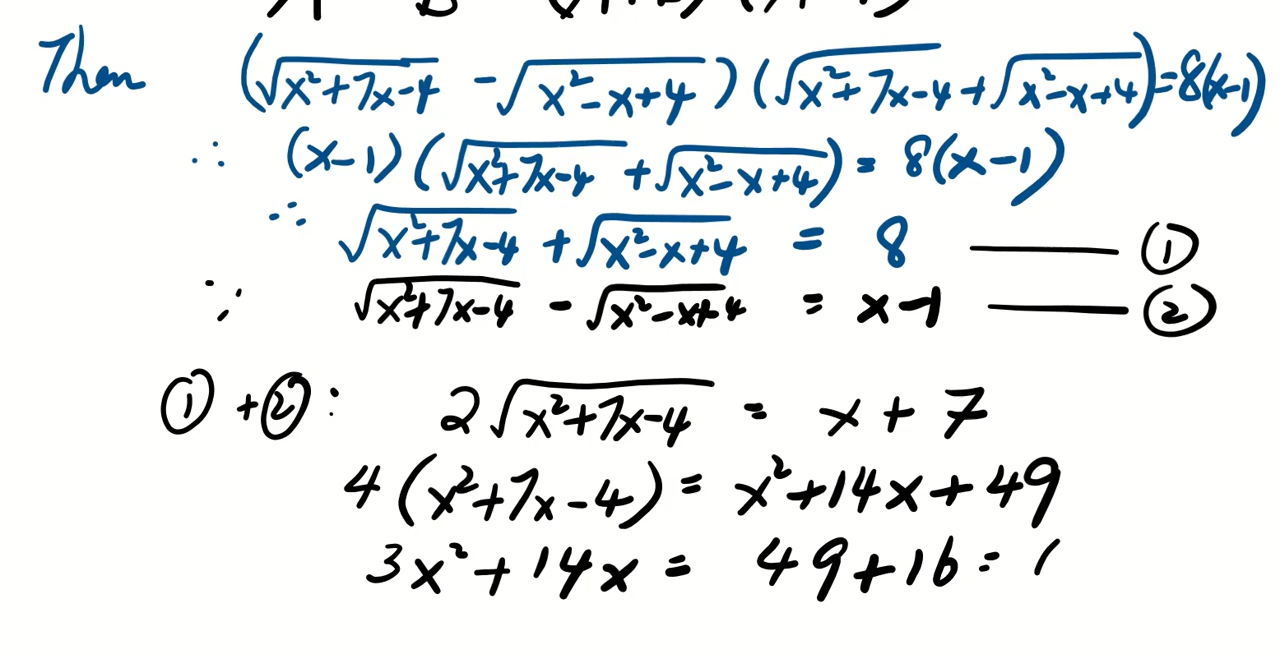 Then (√(x²+7x-4) - √(x²-x+4)) (√(x²+7x-4) + √(x²-x+4)) = 8(x-1)
∴ (x-1) (√(x²+7x-4) + √(x²-x+4)) = 8(x-1)
∴ √(x²+7x-4) + √(x²-x+4) = 8 —— ①
∵ √(x²+7x-4) - √(x²-x+4) = x-1 —— ②
① + ②: 2√(x²+7x-4) = x + 7
4(x²+7x-4) = x²+14x+49
3x²+14x = 49+16 =